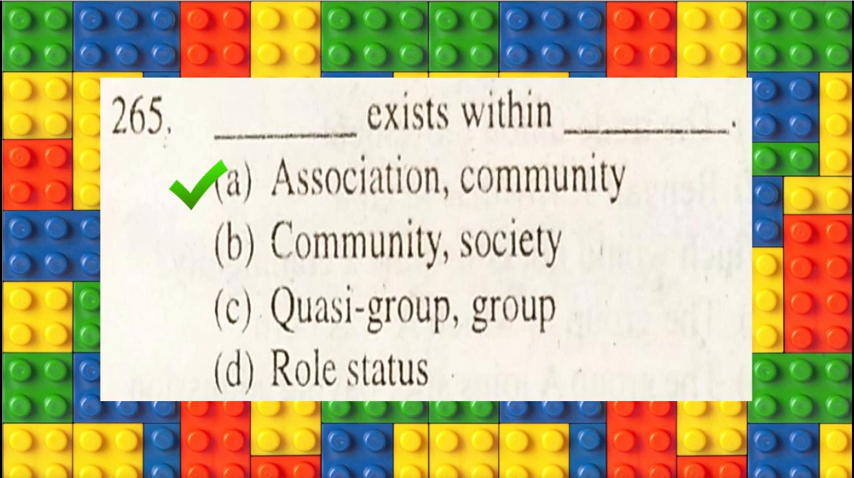 265. ________ exists within ________.
(a) Association, community
(b) Community, society
(c) Quasi-group, group
(d) Role status